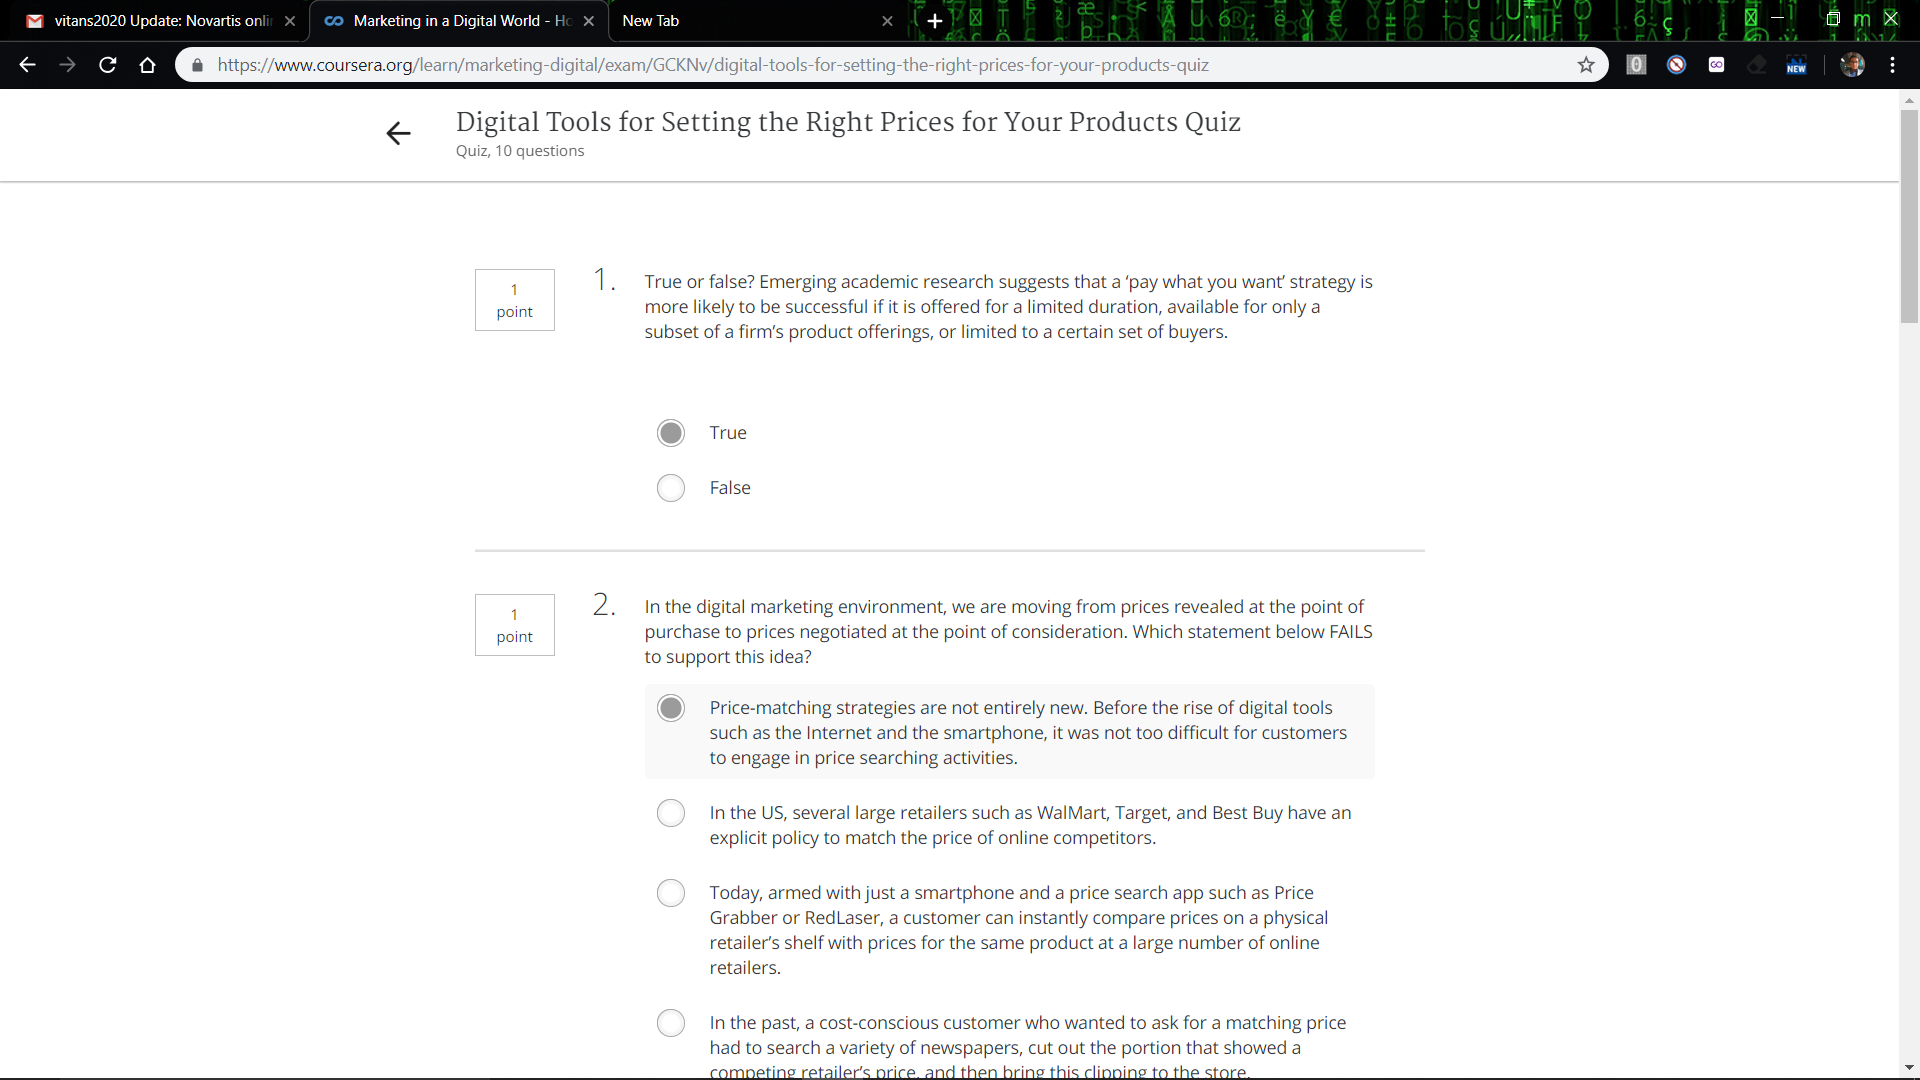 vitans2020 Update: Novartis onli
Marketing in a Digital World - Ho
New Tab
https://www.coursera.org/learn/marketing-digital/exam/GCKNv/digital-tools-for-setting-the-right-prices-for-your-products-quiz
NEW
Digital Tools for Setting the Right Prices for Your Products Quiz
Quiz, 10 questions
1
point
1.
True or false? Emerging academic research suggests that a ‘pay what you want’ strategy is
more likely to be successful if it is offered for a limited duration, available for only a
subset of a firm’s product offerings, or limited to a certain set of buyers.
True
False
1
point
2.
In the digital marketing environment, we are moving from prices revealed at the point of
purchase to prices negotiated at the point of consideration. Which statement below FAILS
to support this idea?
Price-matching strategies are not entirely new. Before the rise of digital tools
such as the Internet and the smartphone, it was not too difficult for customers
to engage in price searching activities.
In the US, several large retailers such as WalMart, Target, and Best Buy have an
explicit policy to match the price of online competitors.
Today, armed with just a smartphone and a price search app such as Price
Grabber or RedLaser, a customer can instantly compare prices on a physical
retailer’s shelf with prices for the same product at a large number of online
retailers.
In the past, a cost-conscious customer who wanted to ask for a matching price
had to search a variety of newspapers, cut out the portion that showed a
competing retailer’s price, and then bring this clipping to the store.